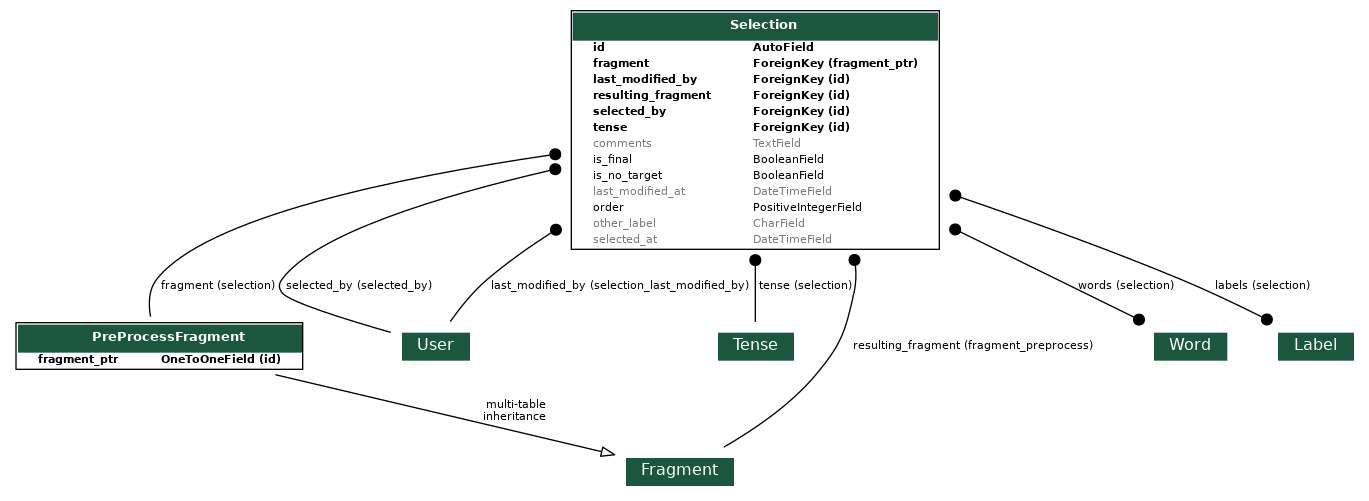 Selection
id AutoField
fragment ForeignKey (fragment_ptr)
last_modified_by ForeignKey (id)
resulting_fragment ForeignKey (id)
selected_by ForeignKey (id)
tense ForeignKey (id)
comments TextField
is_final BooleanField
is_no_target BooleanField
last_modified_at DateTimeField
order PositiveIntegerField
other_label CharField
selected_at DateTimeField
fragment (selection)
selected_by (selected_by)
last_modified_by (selection_last_modified_by)
tense (selection)
words (selection)
labels (selection)
PreProcessFragment
fragment_ptr OneToOneField (id)
User
Tense
resulting_fragment (fragment_preprocess)
Word
Label
multi-table
inheritance
Fragment